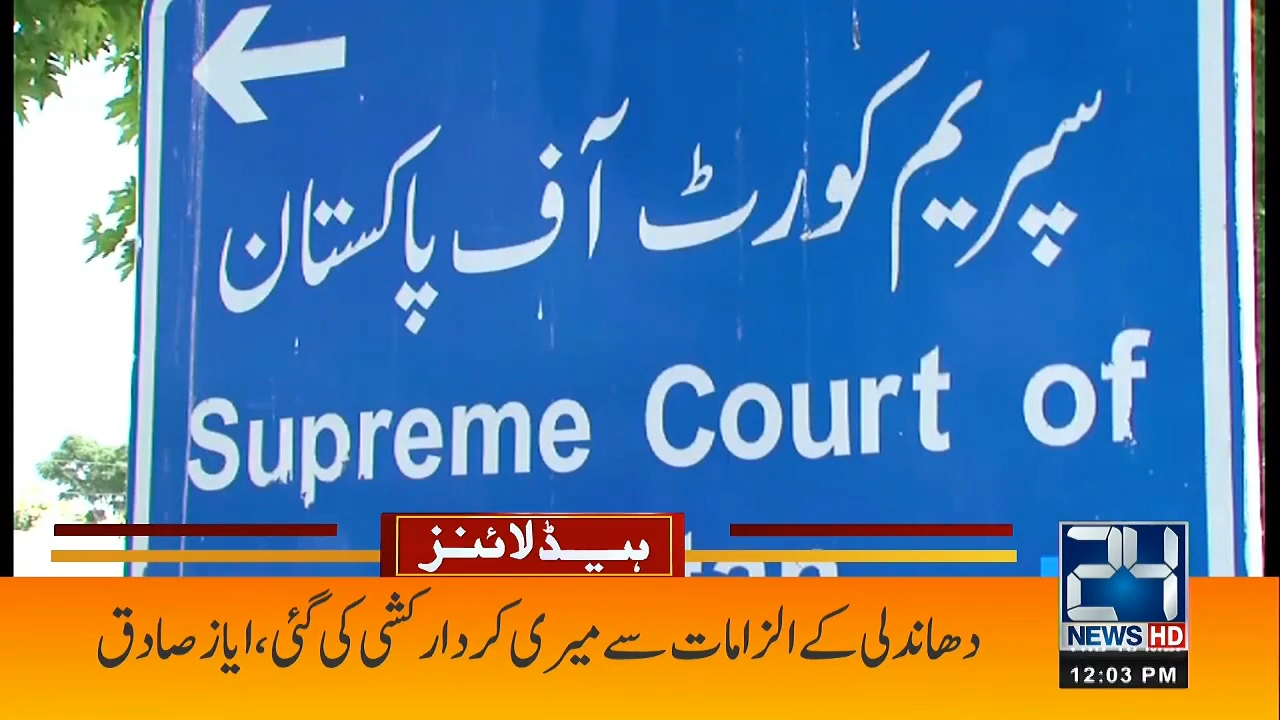 سپریم کورٹ آف پاکستان
Supreme Court of
ہیڈلائنز
دھاندلی کے الزامات سے میری کردار کشی کی گئی، ایاز صادق
24
NEWS HD
12:03 PM